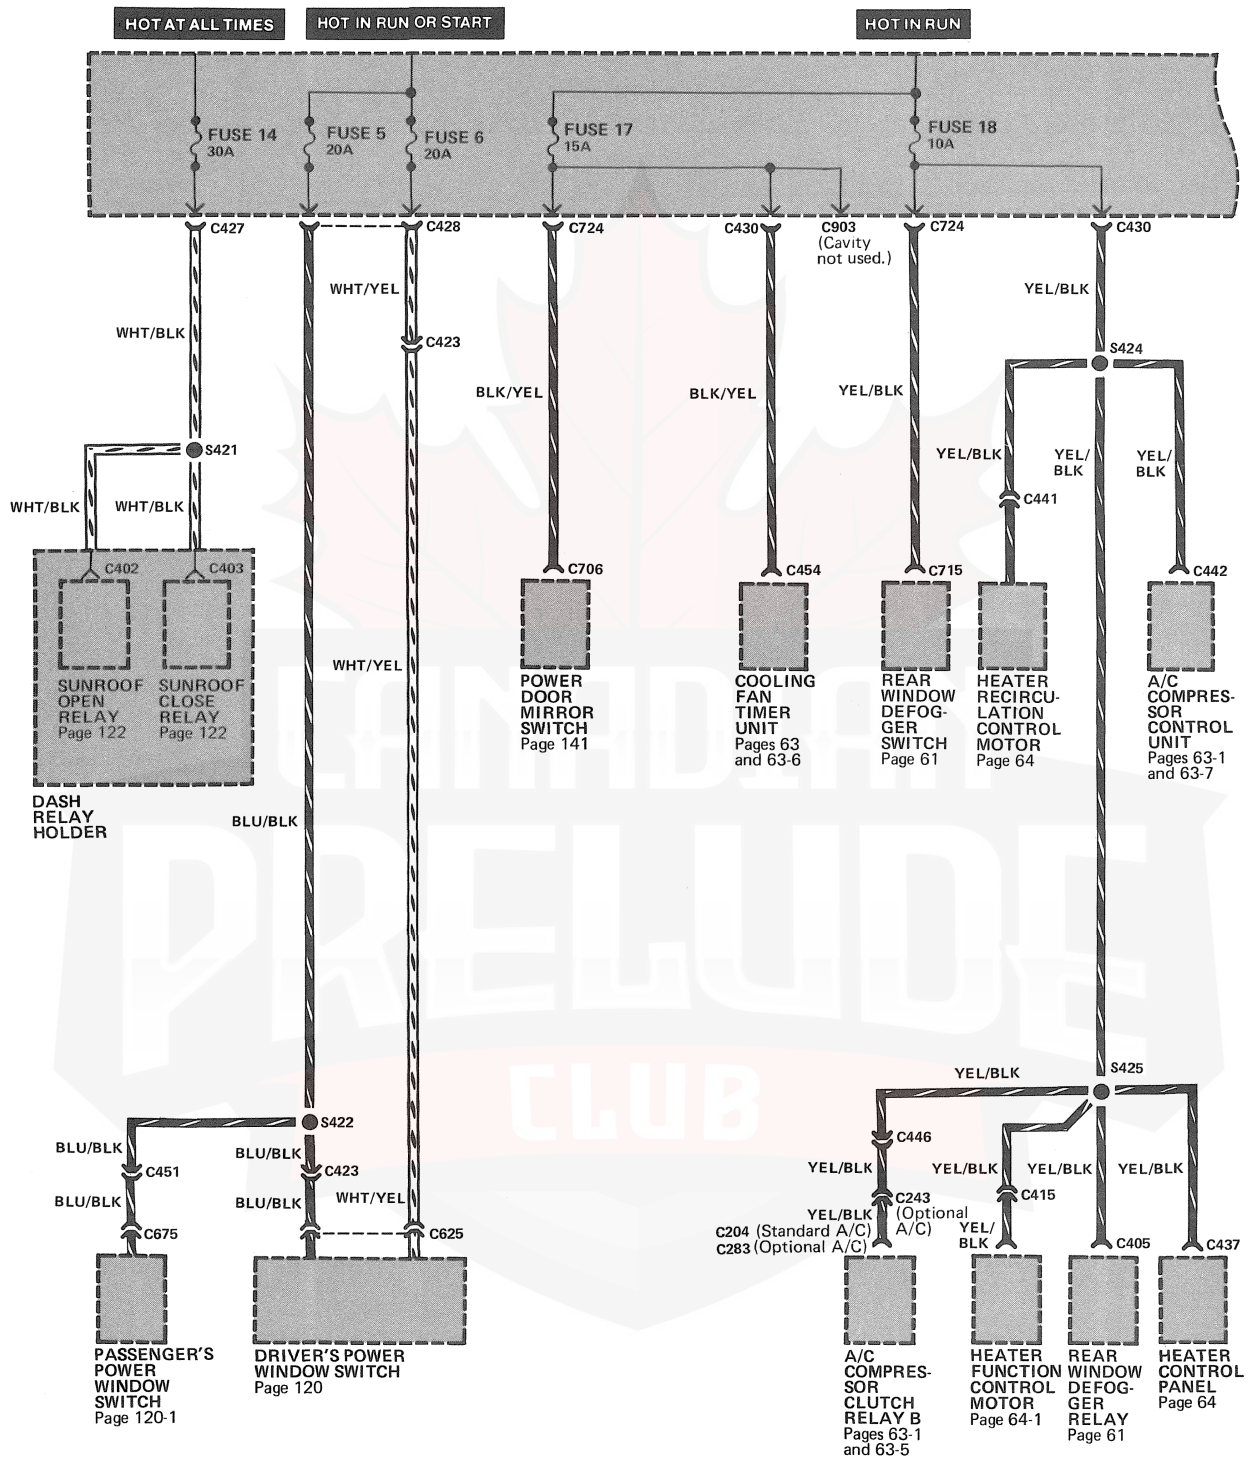 HOT AT ALL TIMES
HOT IN RUN OR START
HOT IN RUN
FUSE 14
30A
FUSE 5
20A
FUSE 6
20A
FUSE 17
15A
FUSE 18
10A
C427
C428
C724
C430
C903
(Cavity
not used.)
C724
C430
WHT/YEL
YEL/BLK
WHT/BLK
C423
S424
BLK/YEL
BLK/YEL
YEL/BLK
S421
YEL/BLK
YEL/
BLK
YEL/
BLK
WHT/BLK
WHT/BLK
C441
C402
C403
C706
C454
C715
C442
SUNROOF
OPEN
RELAY
Page 122
SUNROOF
CLOSE
RELAY
Page 122
DASH
RELAY
HOLDER
WHT/YEL
POWER
DOOR
MIRROR
SWITCH
Page 141
COOLING
FAN
TIMER
UNIT
Pages 63
and 63-6
REAR
WINDOW
DEFOG-
GER
SWITCH
Page 61
HEATER
RECIRCU-
LATION
CONTROL
MOTOR
Page 64
A/C
COMPRES-
SOR
CONTROL
UNIT
Pages 63-1
and 63-7
CANADIAN
PRELUDE
CLUB
BLU/BLK
YEL/BLK
S425
S422
BLU/BLK
C451
BLU/BLK
C423
BLU/BLK
BLU/BLK
WHT/YEL
C675
C625
C446
YEL/BLK
YEL/BLK
YEL/BLK
YEL/BLK
C243
(Optional
A/C)
C415
YEL/BLK
C204 (Standard A/C)
C283 (Optional A/C)
YEL/
BLK
C405
C437
PASSENGER'S
POWER
WINDOW
SWITCH
Page 120-1
DRIVER'S POWER
WINDOW SWITCH
Page 120
A/C
COMPRES-
SOR
CLUTCH
RELAY B
Pages 63-1
and 63-5
HEATER
FUNCTION
CONTROL
MOTOR
Page 64-1
REAR
WINDOW
DEFOG-
GER
RELAY
Page 61
HEATER
CONTROL
PANEL
Page 64